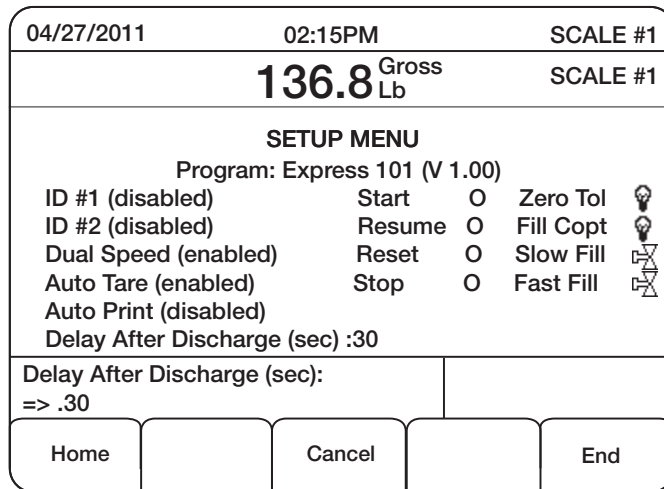 04/27/2011 02:15PM SCALE #1
136.8 Gross Lb SCALE #1
SETUP MENU
Program: Express 101 (V 1.00)
ID #1 (disabled) Start O Zero Tol
ID #2 (disabled) Resume O Fill Copt
Dual Speed (enabled) Reset O Slow Fill
Auto Tare (enabled) Stop O Fast Fill
Auto Print (disabled)
Delay After Discharge (sec) :30
Delay After Discharge (sec):
=> .30
Home Cancel End